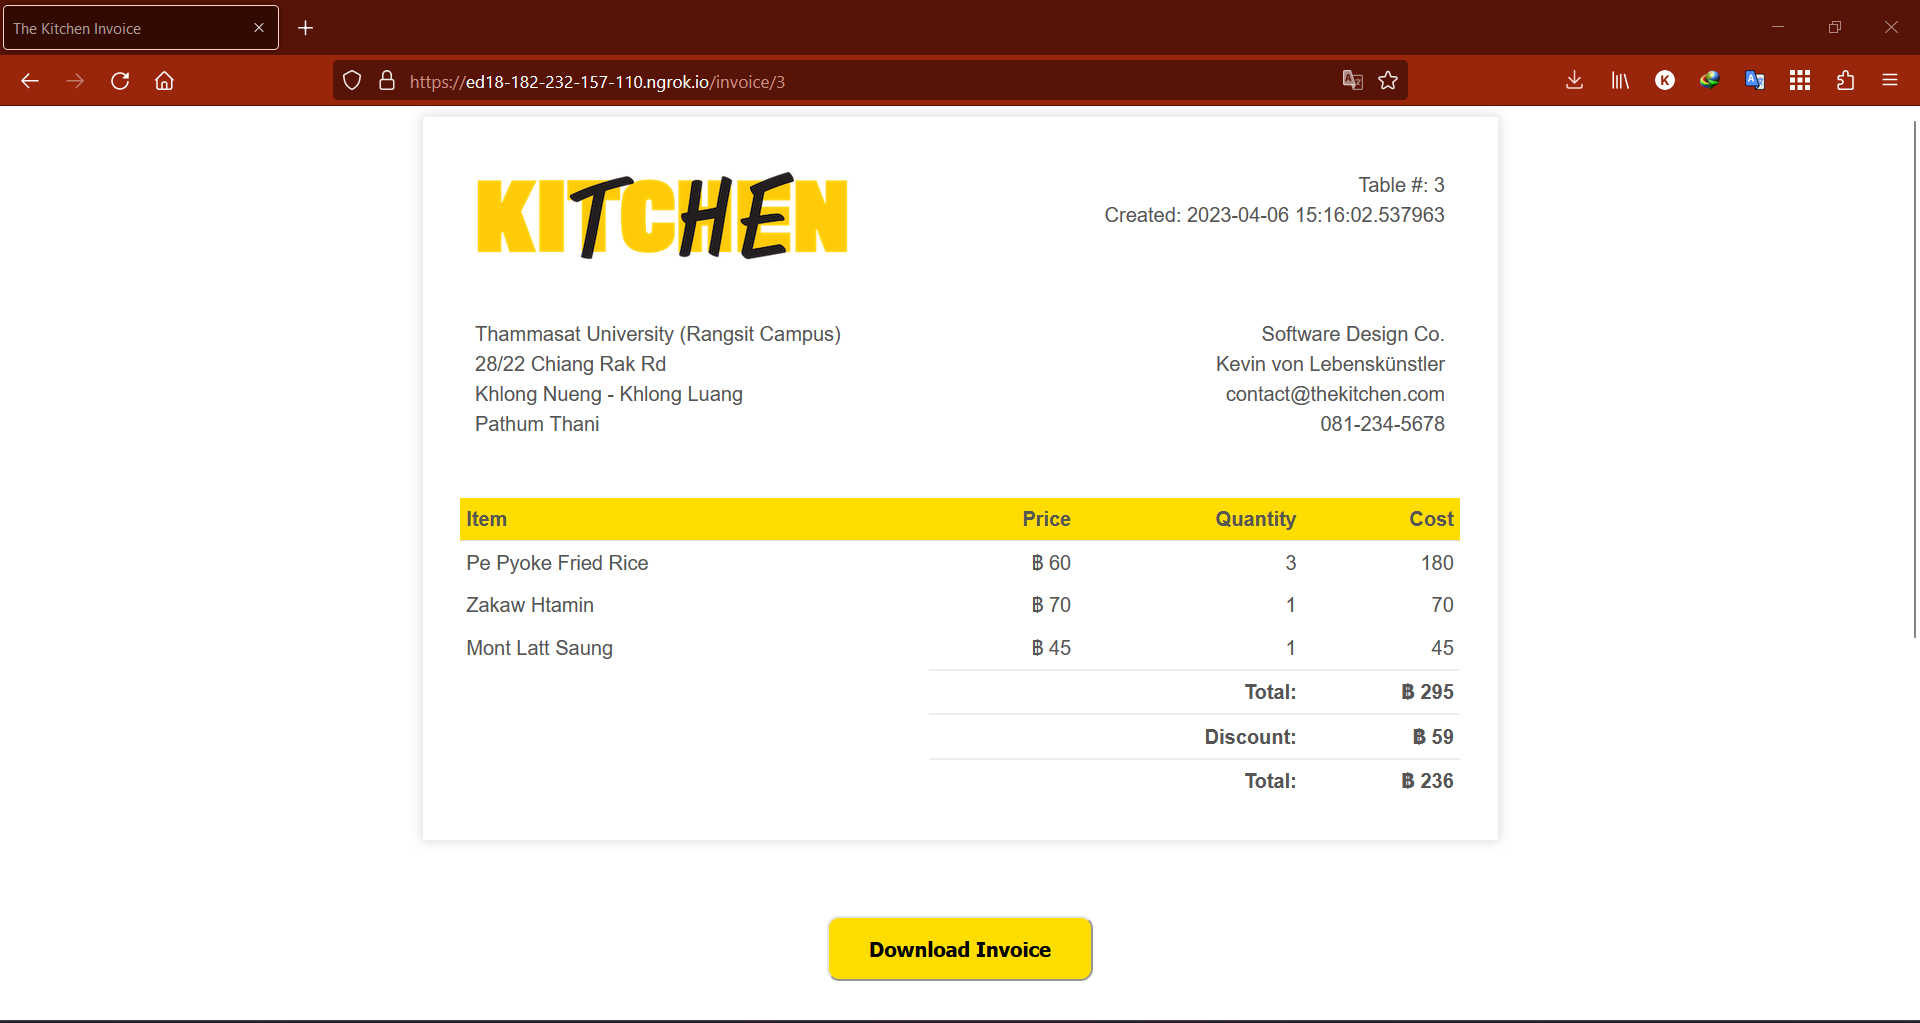 The Kitchen Invoice
https://ed18-182-232-157-110.ngrok.io/invoice/3
KITCHEN
Table #: 3
Created: 2023-04-06 15:16:02.537963
Thammasat University (Rangsit Campus)
28/22 Chiang Rak Rd
Khlong Nueng - Khlong Luang
Pathum Thani
Software Design Co.
Kevin von Lebenskünstler
contact@thekitchen.com
081-234-5678
Item Price Quantity Cost
Pe Pyoke Fried Rice ฿ 60 3 180
Zakaw Htamin ฿ 70 1 70
Mont Latt Saung ฿ 45 1 45
Total: ฿ 295
Discount: ฿ 59
Total: ฿ 236
Download Invoice